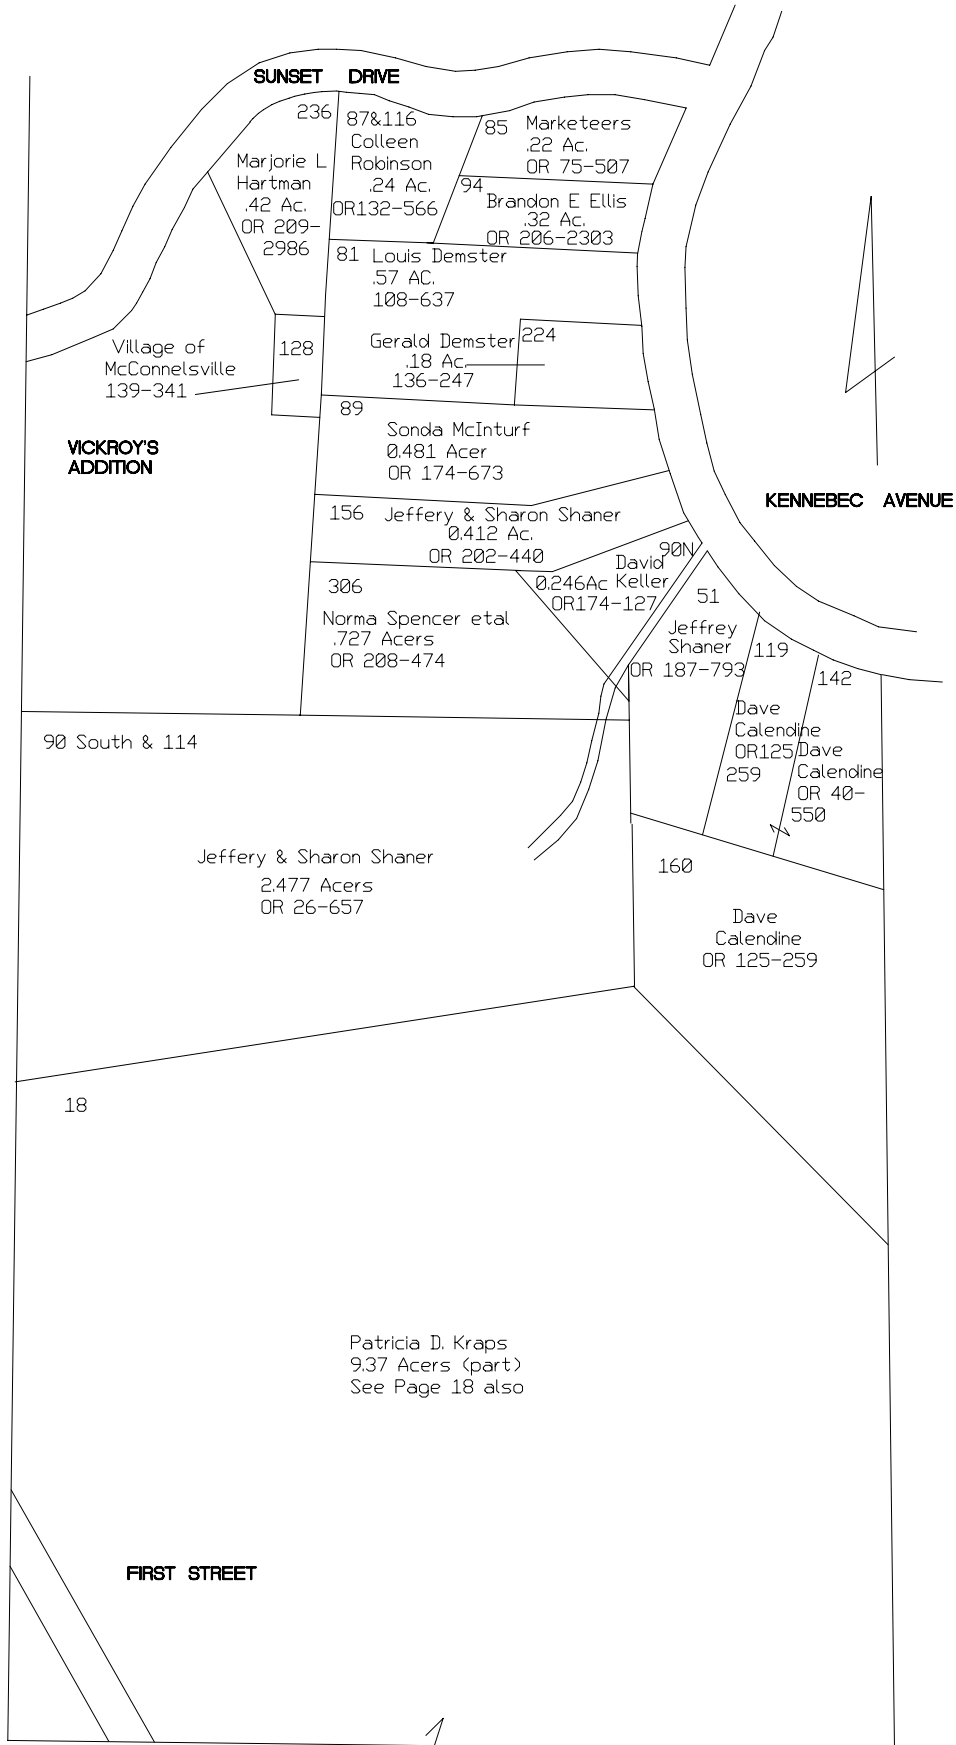 SUNSET DRIVE
236
87&116
Colleen
Robinson
.24 Ac.
OR132-566
85
Marketeers
.22 Ac.
OR 75-507
Marjorie L
Hartman
.42 Ac.
OR 209-
2986
94
Brandon E Ellis
.32 Ac.
OR 206-2303
81
Louis Demster
.57 AC.
108-637
Gerald Demster
.18 Ac.
136-247
224
128
Village of
McConnelsville
139-341
VICKROY'S
ADDITION
89
Sonda McInturf
0.481 Acer
OR 174-673
KENNEBEC AVENUE
156
Jeffery & Sharon Shaner
0.412 Ac.
OR 202-440
90N
David
Keller
0.246Ac
OR174-127
306
Norma Spencer etal
.727 Acers
OR 208-474
51
Jeffrey
Shaner
OR 187-793
119
142
Dave
Calendine
OR125
259
Dave
Calendine
OR 40-
550
90 South & 114
Jeffery & Sharon Shaner
2.477 Acers
OR 26-657
160
Dave
Calendine
OR 125-259
18
Patricia D. Kraps
9.37 Acers (part)
See Page 18 also
FIRST STREET